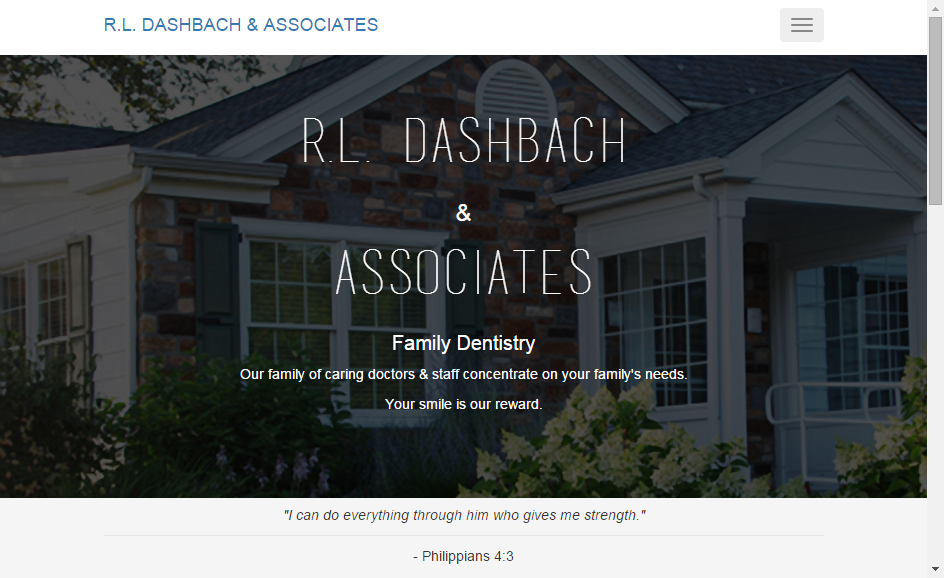 R.L. DASHBACH & ASSOCIATES
R.L. DASHBACH
&
ASSOCIATES
Family Dentistry
Our family of caring doctors & staff concentrate on your family's needs.
Your smile is our reward.
"I can do everything through him who gives me strength."
- Philippians 4:3